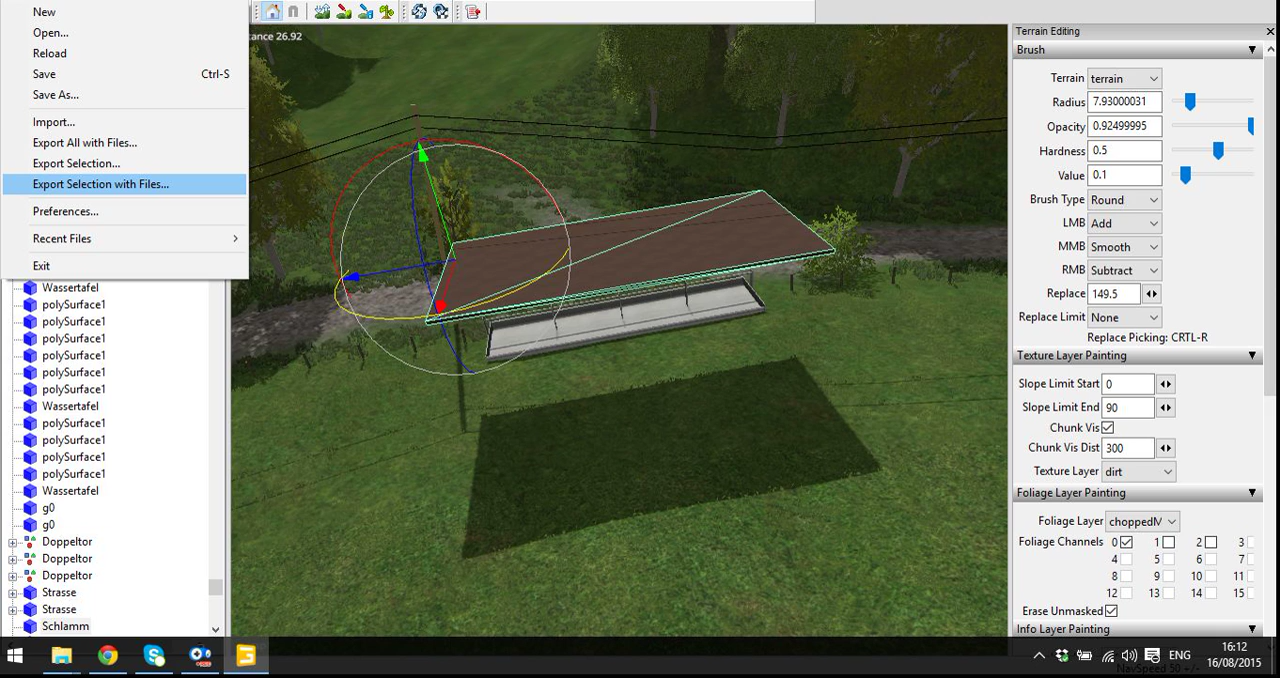 New
Open...
Reload
Save Ctrl-S
Save As...
Import...
Export All with Files...
Export Selection...
Export Selection with Files...
Preferences...
Recent Files
Exit
Wassertafel
polySurface1
polySurface1
polySurface1
polySurface1
polySurface1
polySurface1
Wassertafel
polySurface1
polySurface1
polySurface1
polySurface1
Wassertafel
g0
g0
Doppeltor
Doppeltor
Doppeltor
Strasse
Strasse
Schlamm
tance 26.92
Terrain Editing
Brush
Terrain terrain
Radius 7.93000031
Opacity 0.92499995
Hardness 0.5
Value 0.1
Brush Type Round
LMB Add
MMB Smooth
RMB Subtract
Replace 149.5
Replace Limit None
Replace Picking: CRTL-R
Texture Layer Painting
Slope Limit Start 0
Slope Limit End 90
Chunk Vis
Chunk Vis Dist 300
Texture Layer dirt
Foliage Layer Painting
Foliage Layer choppedM
Foliage Channels 0 1 2 3
4 5 6 7
8 9 10 11
12 13 14 15
Erase Unmasked
Info Layer Painting
ENG
16:12
16/08/2015
NavSpeed 50 +/-